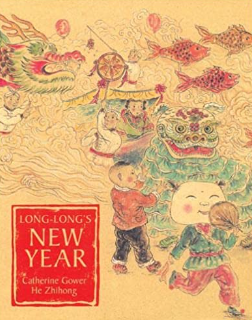 LONG-LONG'S
NEW
YEAR
Catherine Gower
He Zhihong